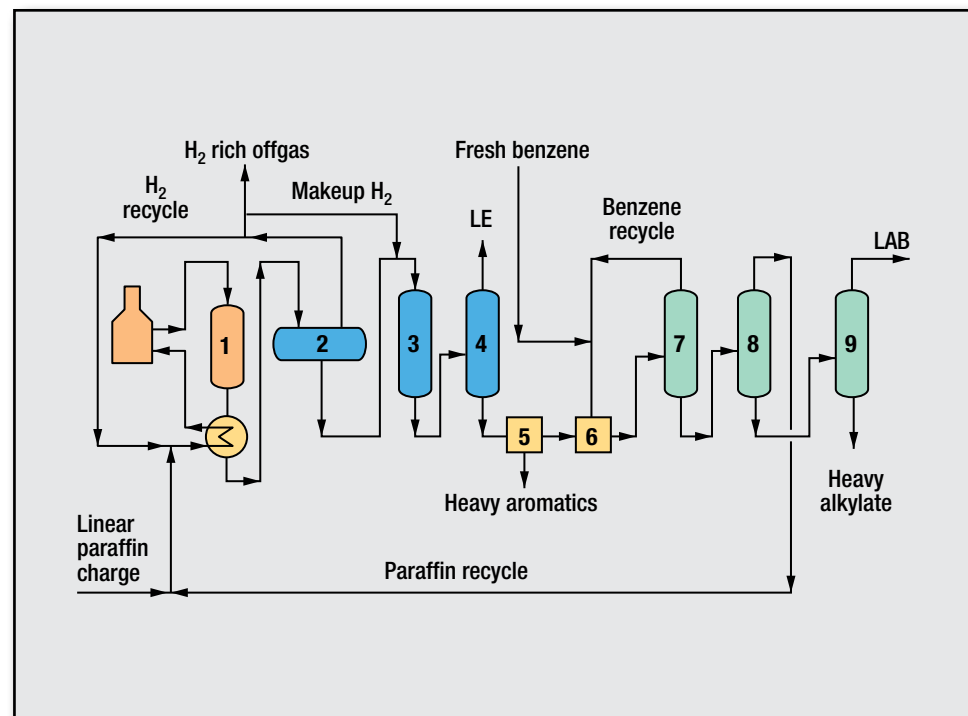 H2 rich offgas
Fresh benzene
Makeup H2
H2
recycle
LE
Benzene
recycle
LAB
1
2
3
4
7
8
9
5
6
Heavy aromatics
Heavy
alkylate
Linear
paraffin
charge
Paraffin recycle